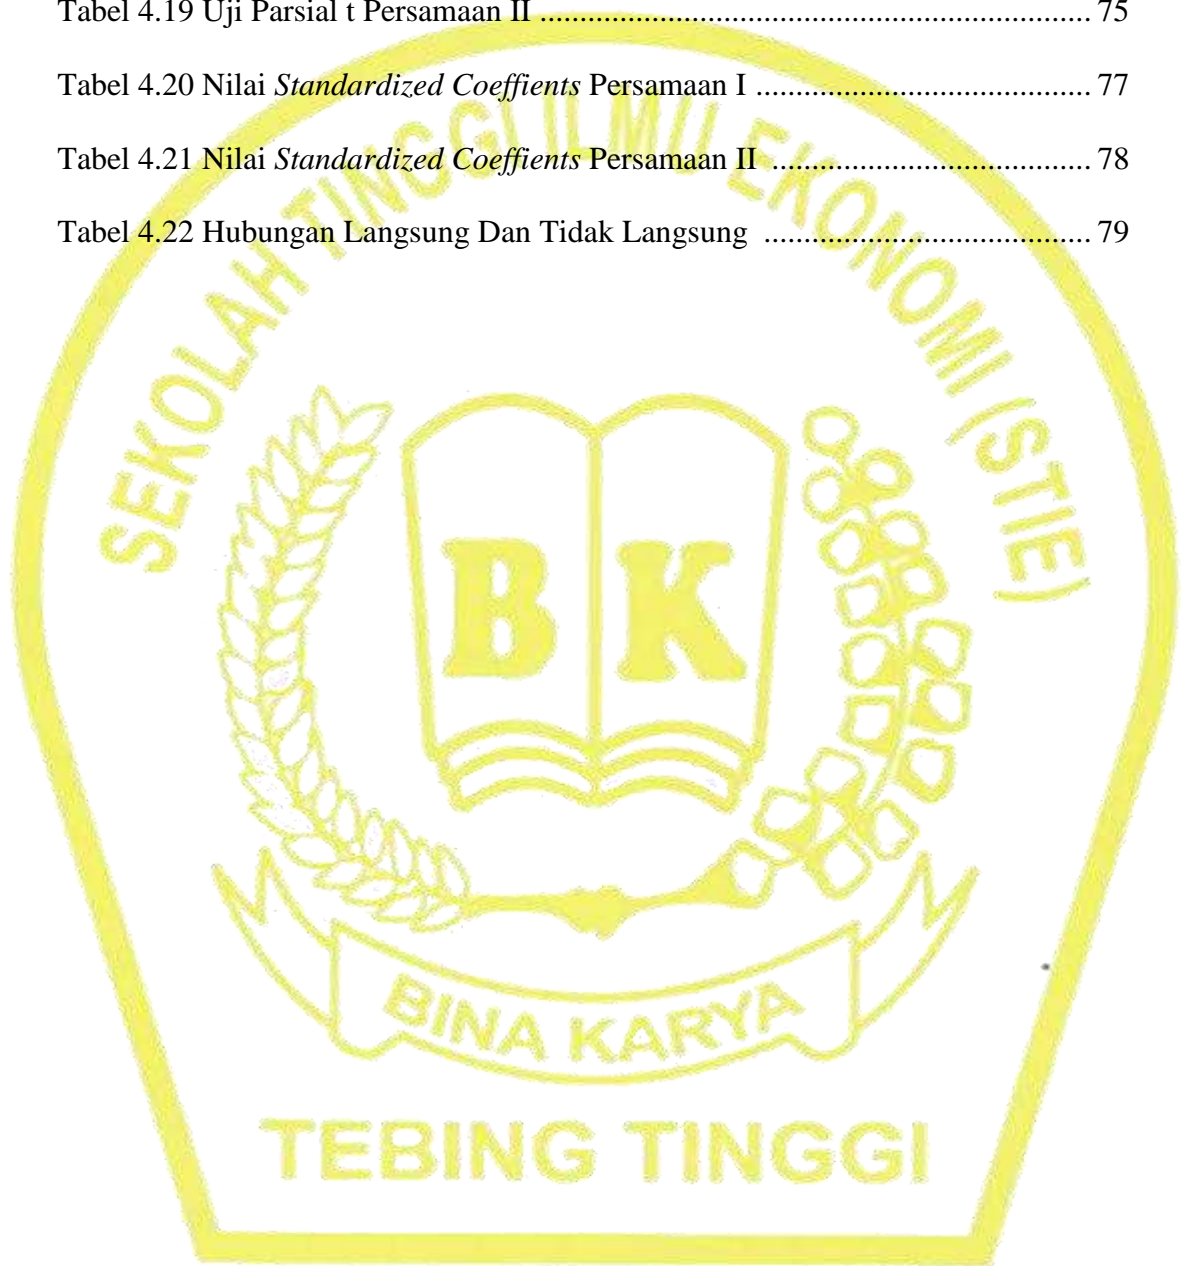 Tabel 4.19 Uji Parsial t Persamaan II .................................................................... 75
Tabel 4.20 Nilai Standardized Coeffients Persamaan I ......................................... 77
Tabel 4.21 Nilai Standardized Coeffients Persamaan II ....................................... 78
Tabel 4.22 Hubungan Langsung Dan Tidak Langsung ........................................ 79
SEKOLAH TINGGI ILMU EKONOMI (STIE)
B K
BINA KARYA
TEBING TINGGI